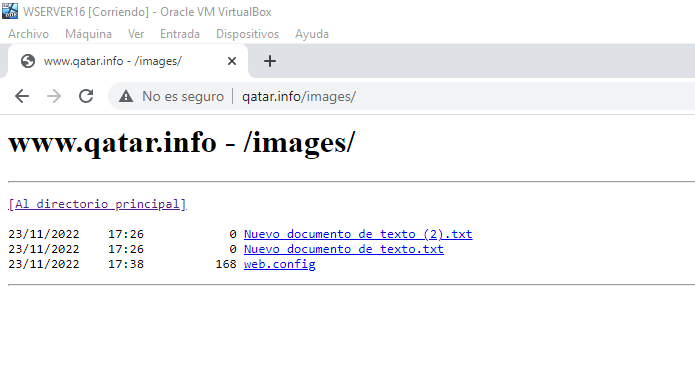 WSERVER16 [Corriendo] - Oracle VM VirtualBox
Archivo Máquina Ver Entrada Dispositivos Ayuda
www.qatar.info - /images/
No es seguro qatar.info/images/
www.qatar.info - /images/
[Al directorio principal]
23/11/2022 17:26 0 Nuevo documento de texto (2).txt
23/11/2022 17:26 0 Nuevo documento de texto.txt
23/11/2022 17:38 168 web.config